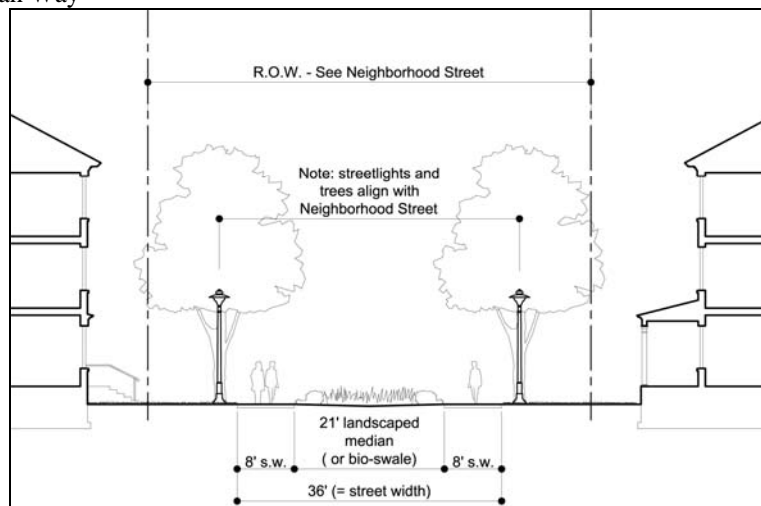 R.O.W. - See Neighborhood Street
Note: streetlights and
trees align with
Neighborhood Street
21' landscaped
median
( or bio-swale)
8' s.w.
8' s.w.
36' (= street width)